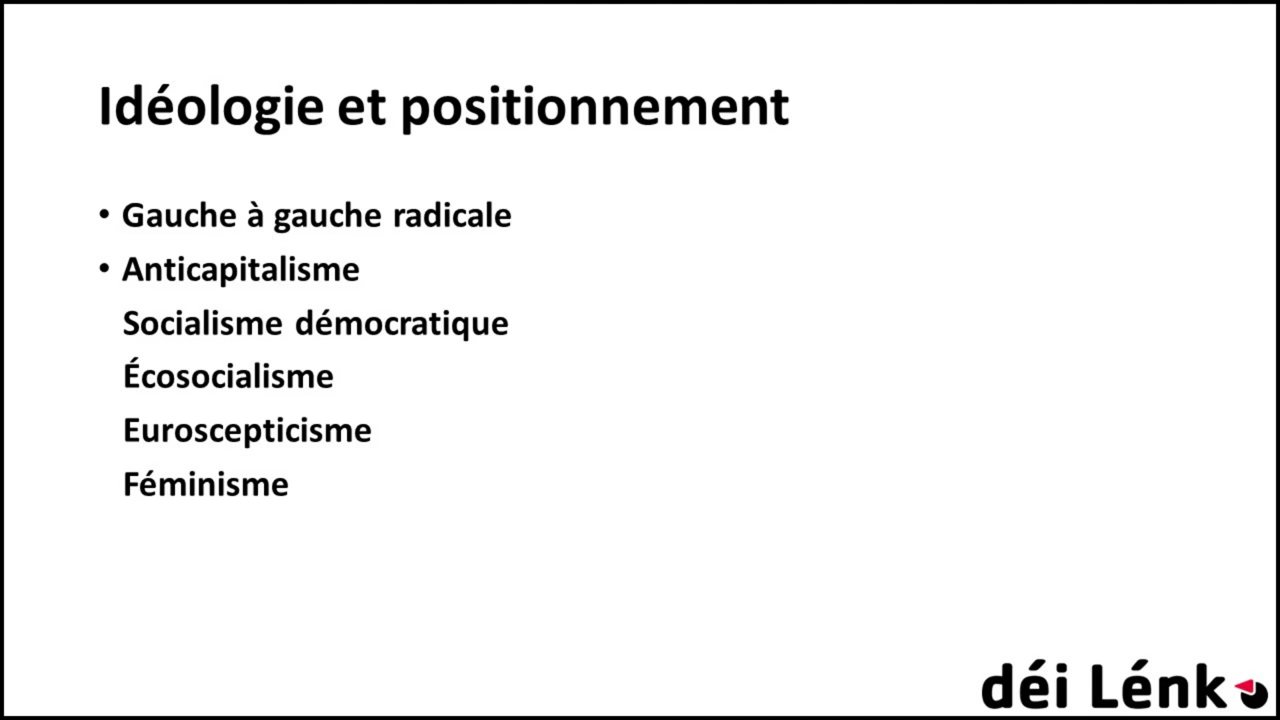 Idéologie et positionnement
• Gauche à gauche radicale
• Anticapitalisme
Socialisme démocratique
Écosocialisme
Euroscepticisme
Féminisme
déi Lénk